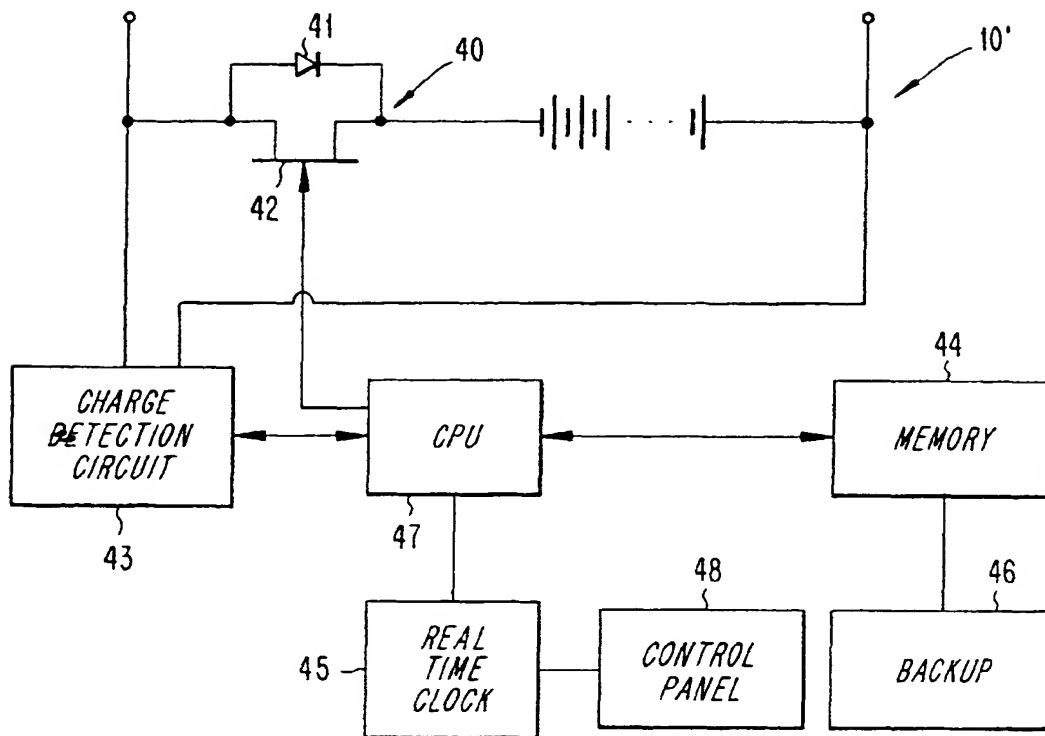 41
40
10'
42
CHARGE
DETECTION
CIRCUIT
43
CPU
47
44
MEMORY
REAL
TIME
CLOCK
45
48
CONTROL
PANEL
46
BACKUP